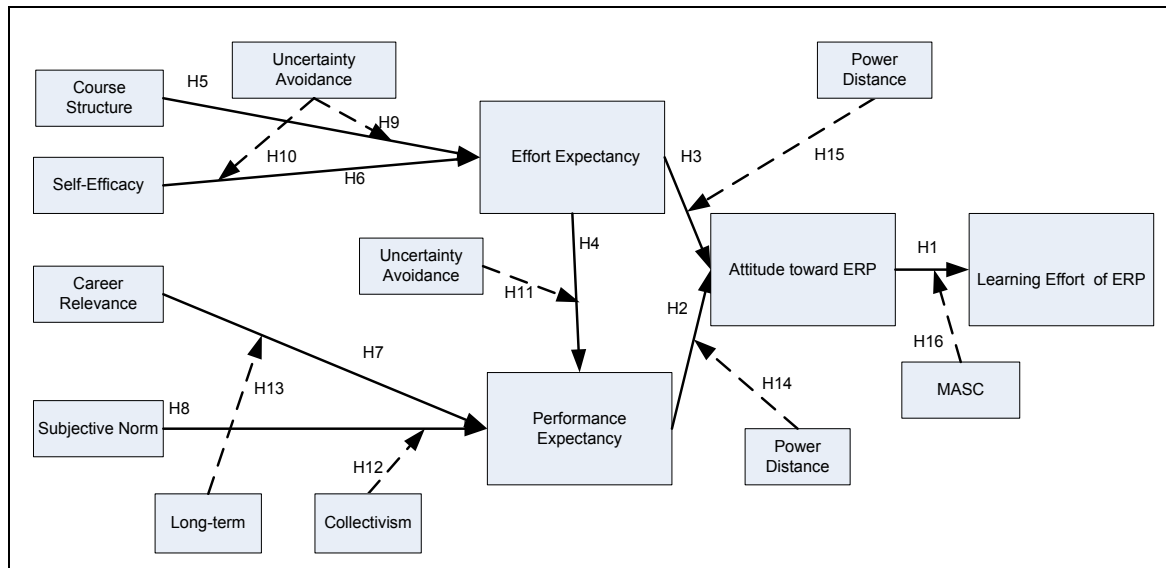 Uncertainty
Avoidance
Power
Distance
H5
Course
Structure
H9
H10
H6
Self-Efficacy
Effort Expectancy
H3
H15
H4
Uncertainty
Avoidance
H11
Attitude toward ERP
H1
Learning Effort of ERP
Career
Relevance
H7
H13
H2
H14
H16
MASC
H8
Subjective Norm
Performance
Expectancy
H12
Power
Distance
Long-term
Collectivism